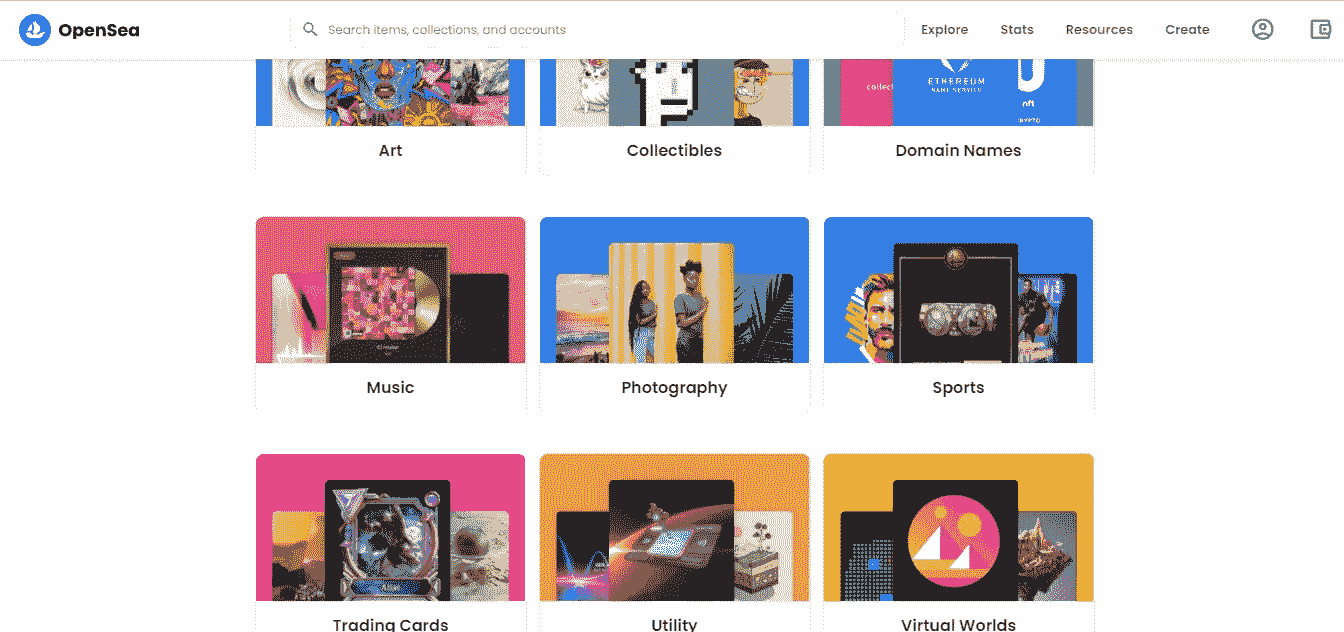 OpenSea
Search items, collections, and accounts
Explore
Stats
Resources
Create
ETHEREUM
NAME SERVICE
nft
Art
Collectibles
Domain Names
Music
Photography
Sports
Trading Cards
Utility
Virtual Worlds